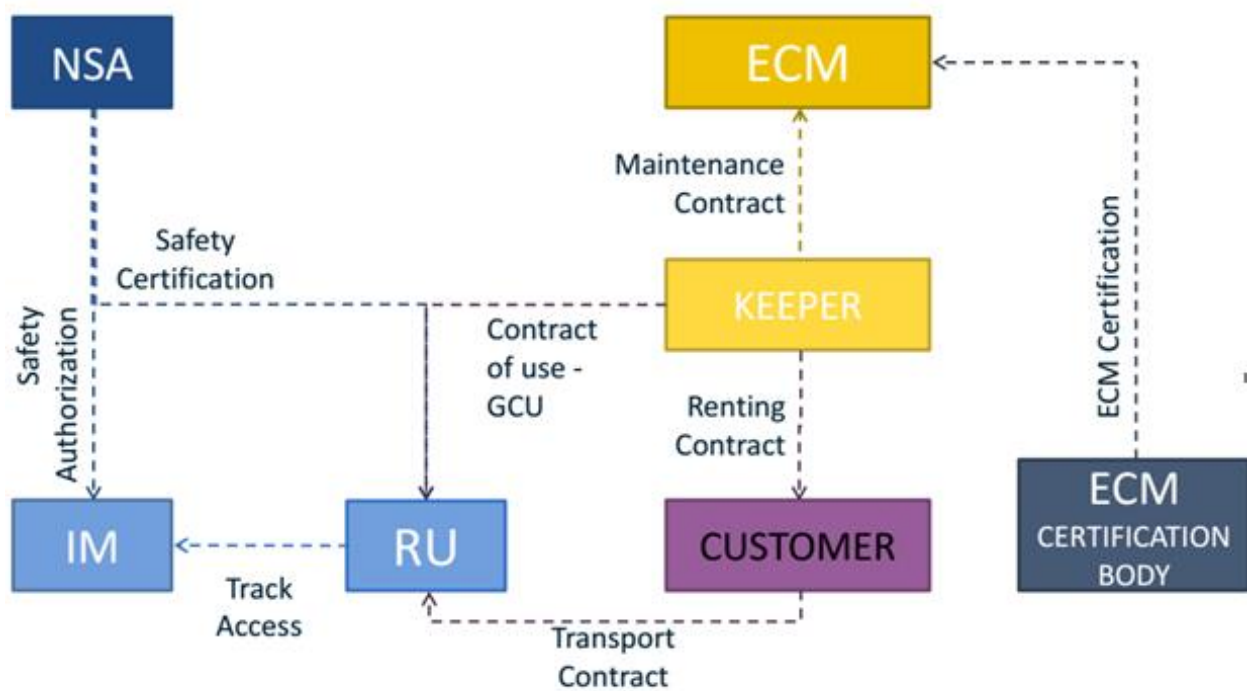 NSA
ECM
Maintenance
Contract
Safety
Certification
ECM Certification
KEEPER
Safety
Authorization
Contract
of use -
GCU
Renting
Contract
IM
RU
CUSTOMER
ECM
CERTIFICATION
BODY
Track
Access
Transport
Contract